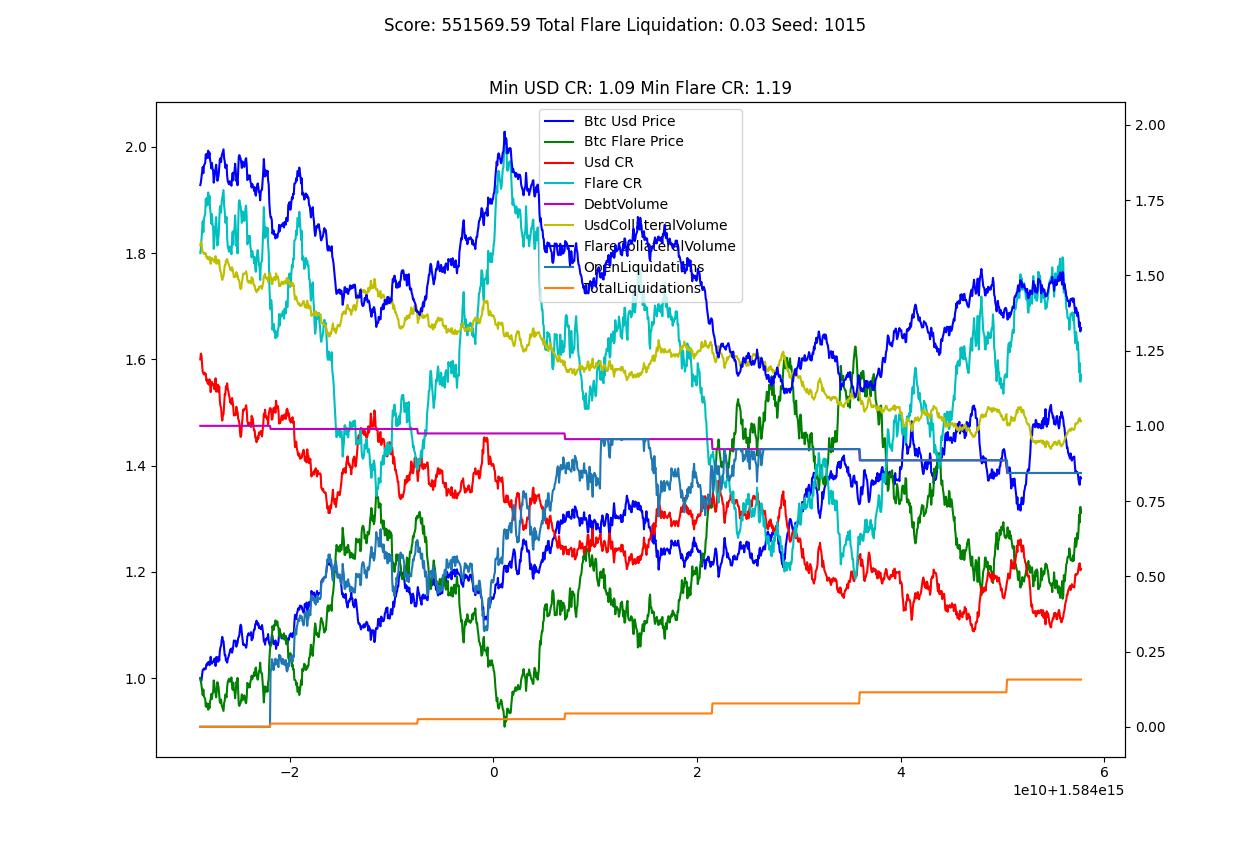 Score: 551569.59 Total Flare Liquidation: 0.03 Seed: 1015
Min USD CR: 1.09 Min Flare CR: 1.19
Btc Usd Price
Btc Flare Price
Usd CR
Flare CR
DebtVolume
UsdCollateralVolume
FlareCollateralVolume
OpenLiquidations
TotalLiquidations
2.0
1.8
1.6
1.4
1.2
1.0
2.00
1.75
1.50
1.25
1.00
0.75
0.50
0.25
0.00
−2
0
2
4
6
1e10+1.584e15